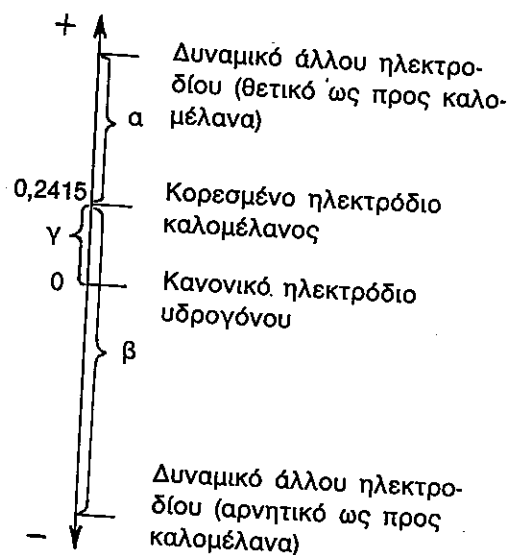 +
Δυναμικό άλλου ηλεκτρο-
δίου (θετικό ως προς καλο-
μέλανα)
α
0,2415
Κορεσμένο ηλεκτρόδιο
καλομέλανος
γ
0
Κανονικό. ηλεκτρόδιο
υδρογόνου
β
Δυναμικό άλλου ηλεκτρο-
δίου (αρνητικό ως προς
καλομέλανα)
−